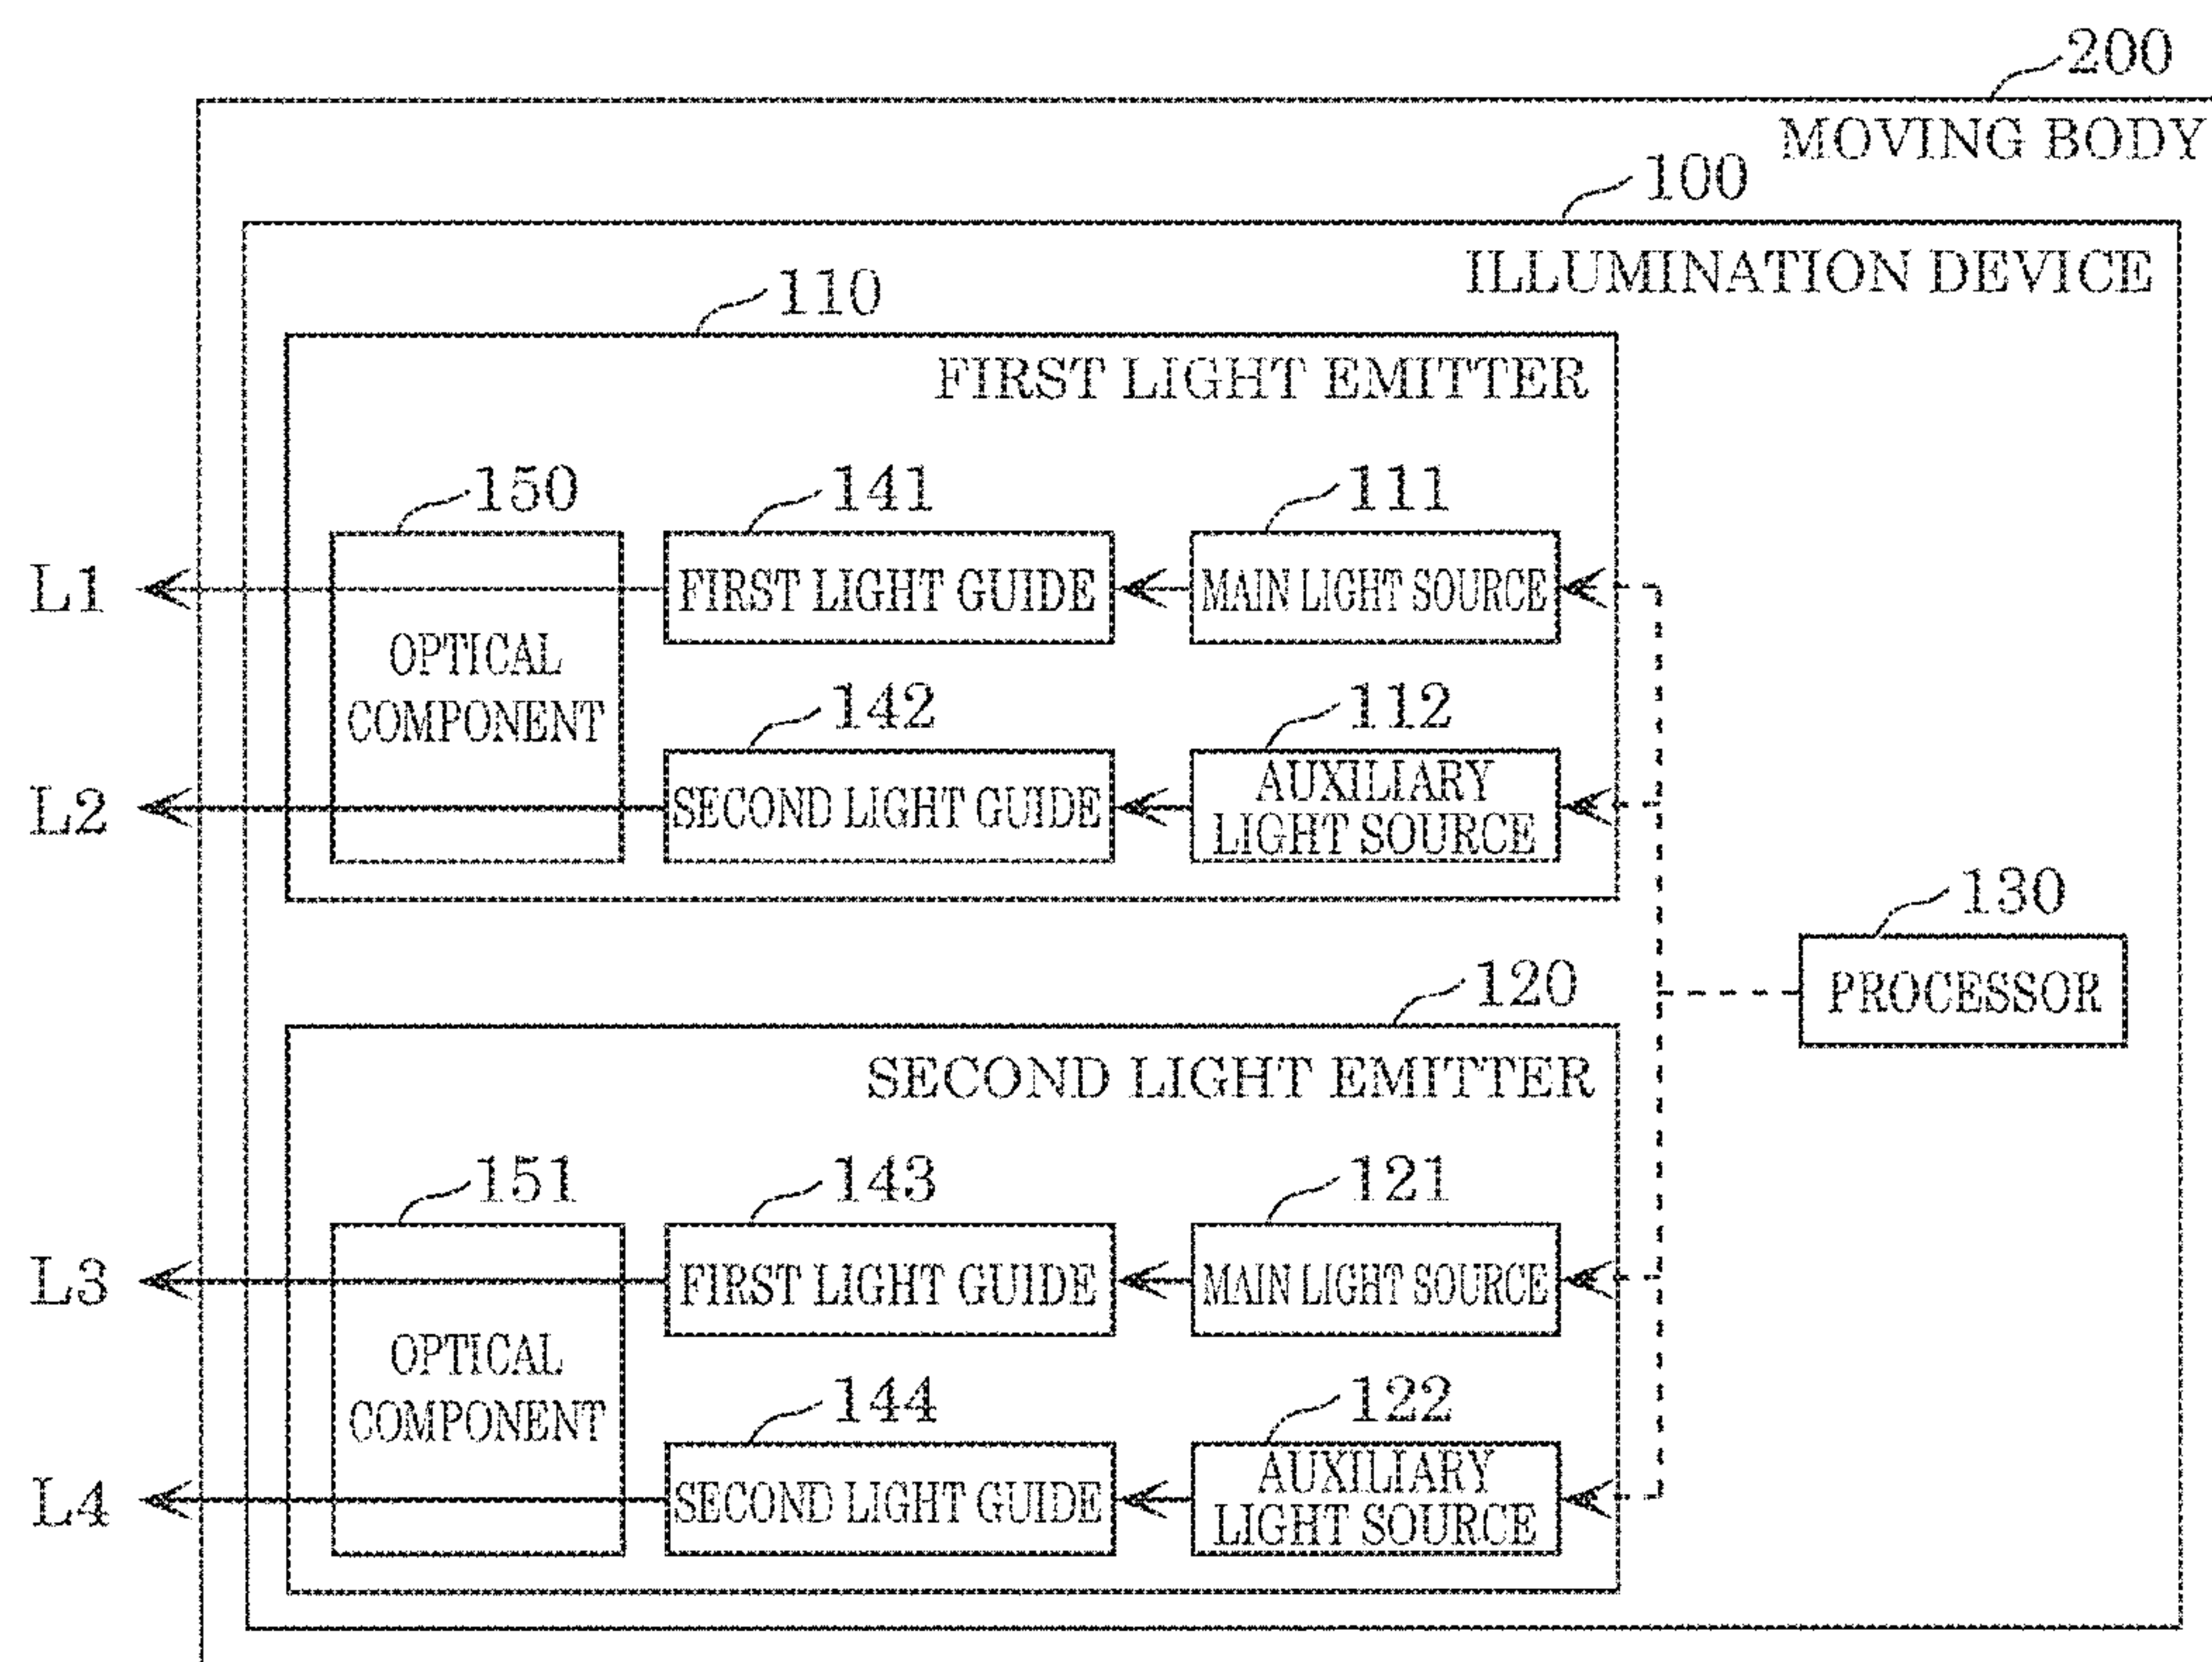 200
MOVING BODY
100
ILLUMINATION DEVICE
110
FIRST LIGHT EMITTER
150
141
111
L1
FIRST LIGHT GUIDE
MAIN LIGHT SOURCE
OPTICAL
COMPONENT
142
112
L2
SECOND LIGHT GUIDE
AUXILIARY
LIGHT SOURCE
130
PROCESSOR
120
SECOND LIGHT EMITTER
151
143
121
L3
FIRST LIGHT GUIDE
MAIN LIGHT SOURCE
OPTICAL
COMPONENT
144
122
L4
SECOND LIGHT GUIDE
AUXILIARY
LIGHT SOURCE